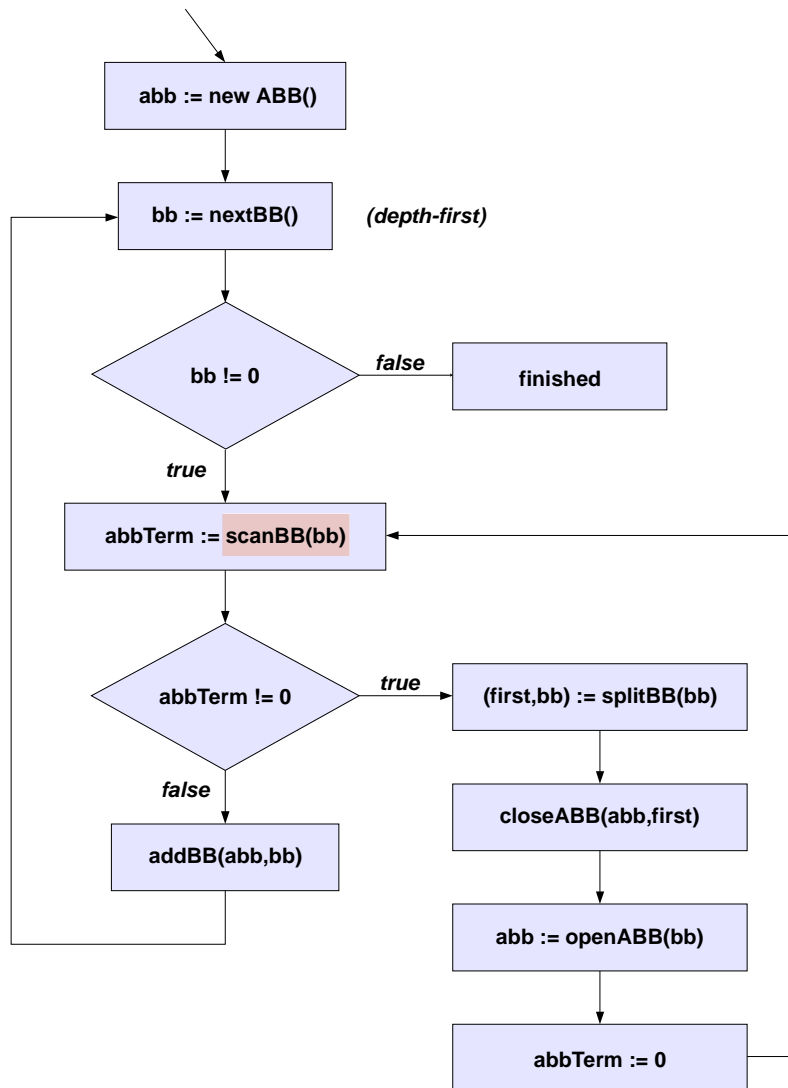 abb := new ABB()
bb := nextBB()
(depth-first)
bb != 0
false
finished
true
abbTerm := scanBB(bb)
abbTerm != 0
true
(first,bb) := splitBB(bb)
false
closeABB(abb,first)
addBB(abb,bb)
abb := openABB(bb)
abbTerm := 0